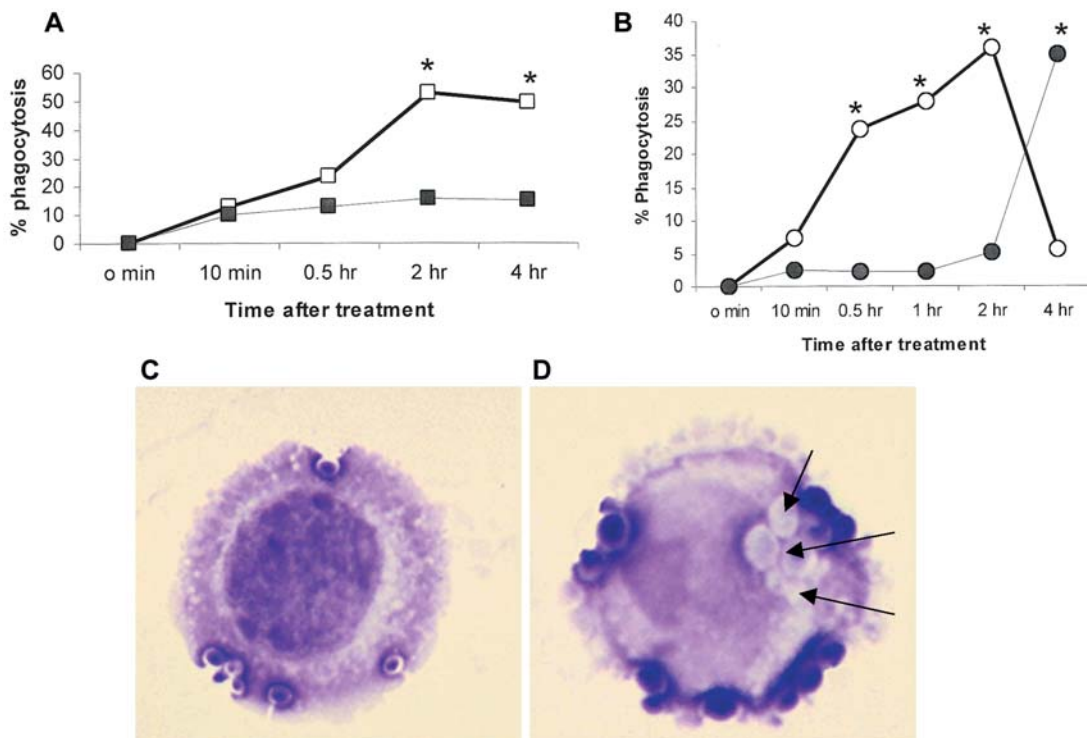 A
% phagocytosis
60
50
40
30
20
10
0
* *
o min 10 min 0.5 hr 2 hr 4 hr
Time after treatment
B
% Phagocytosis
40
35
30
25
20
15
10
5
0
* * * *
o min 10 min 0.5 hr 1 hr 2 hr 4 hr
Time after treatment
C
D